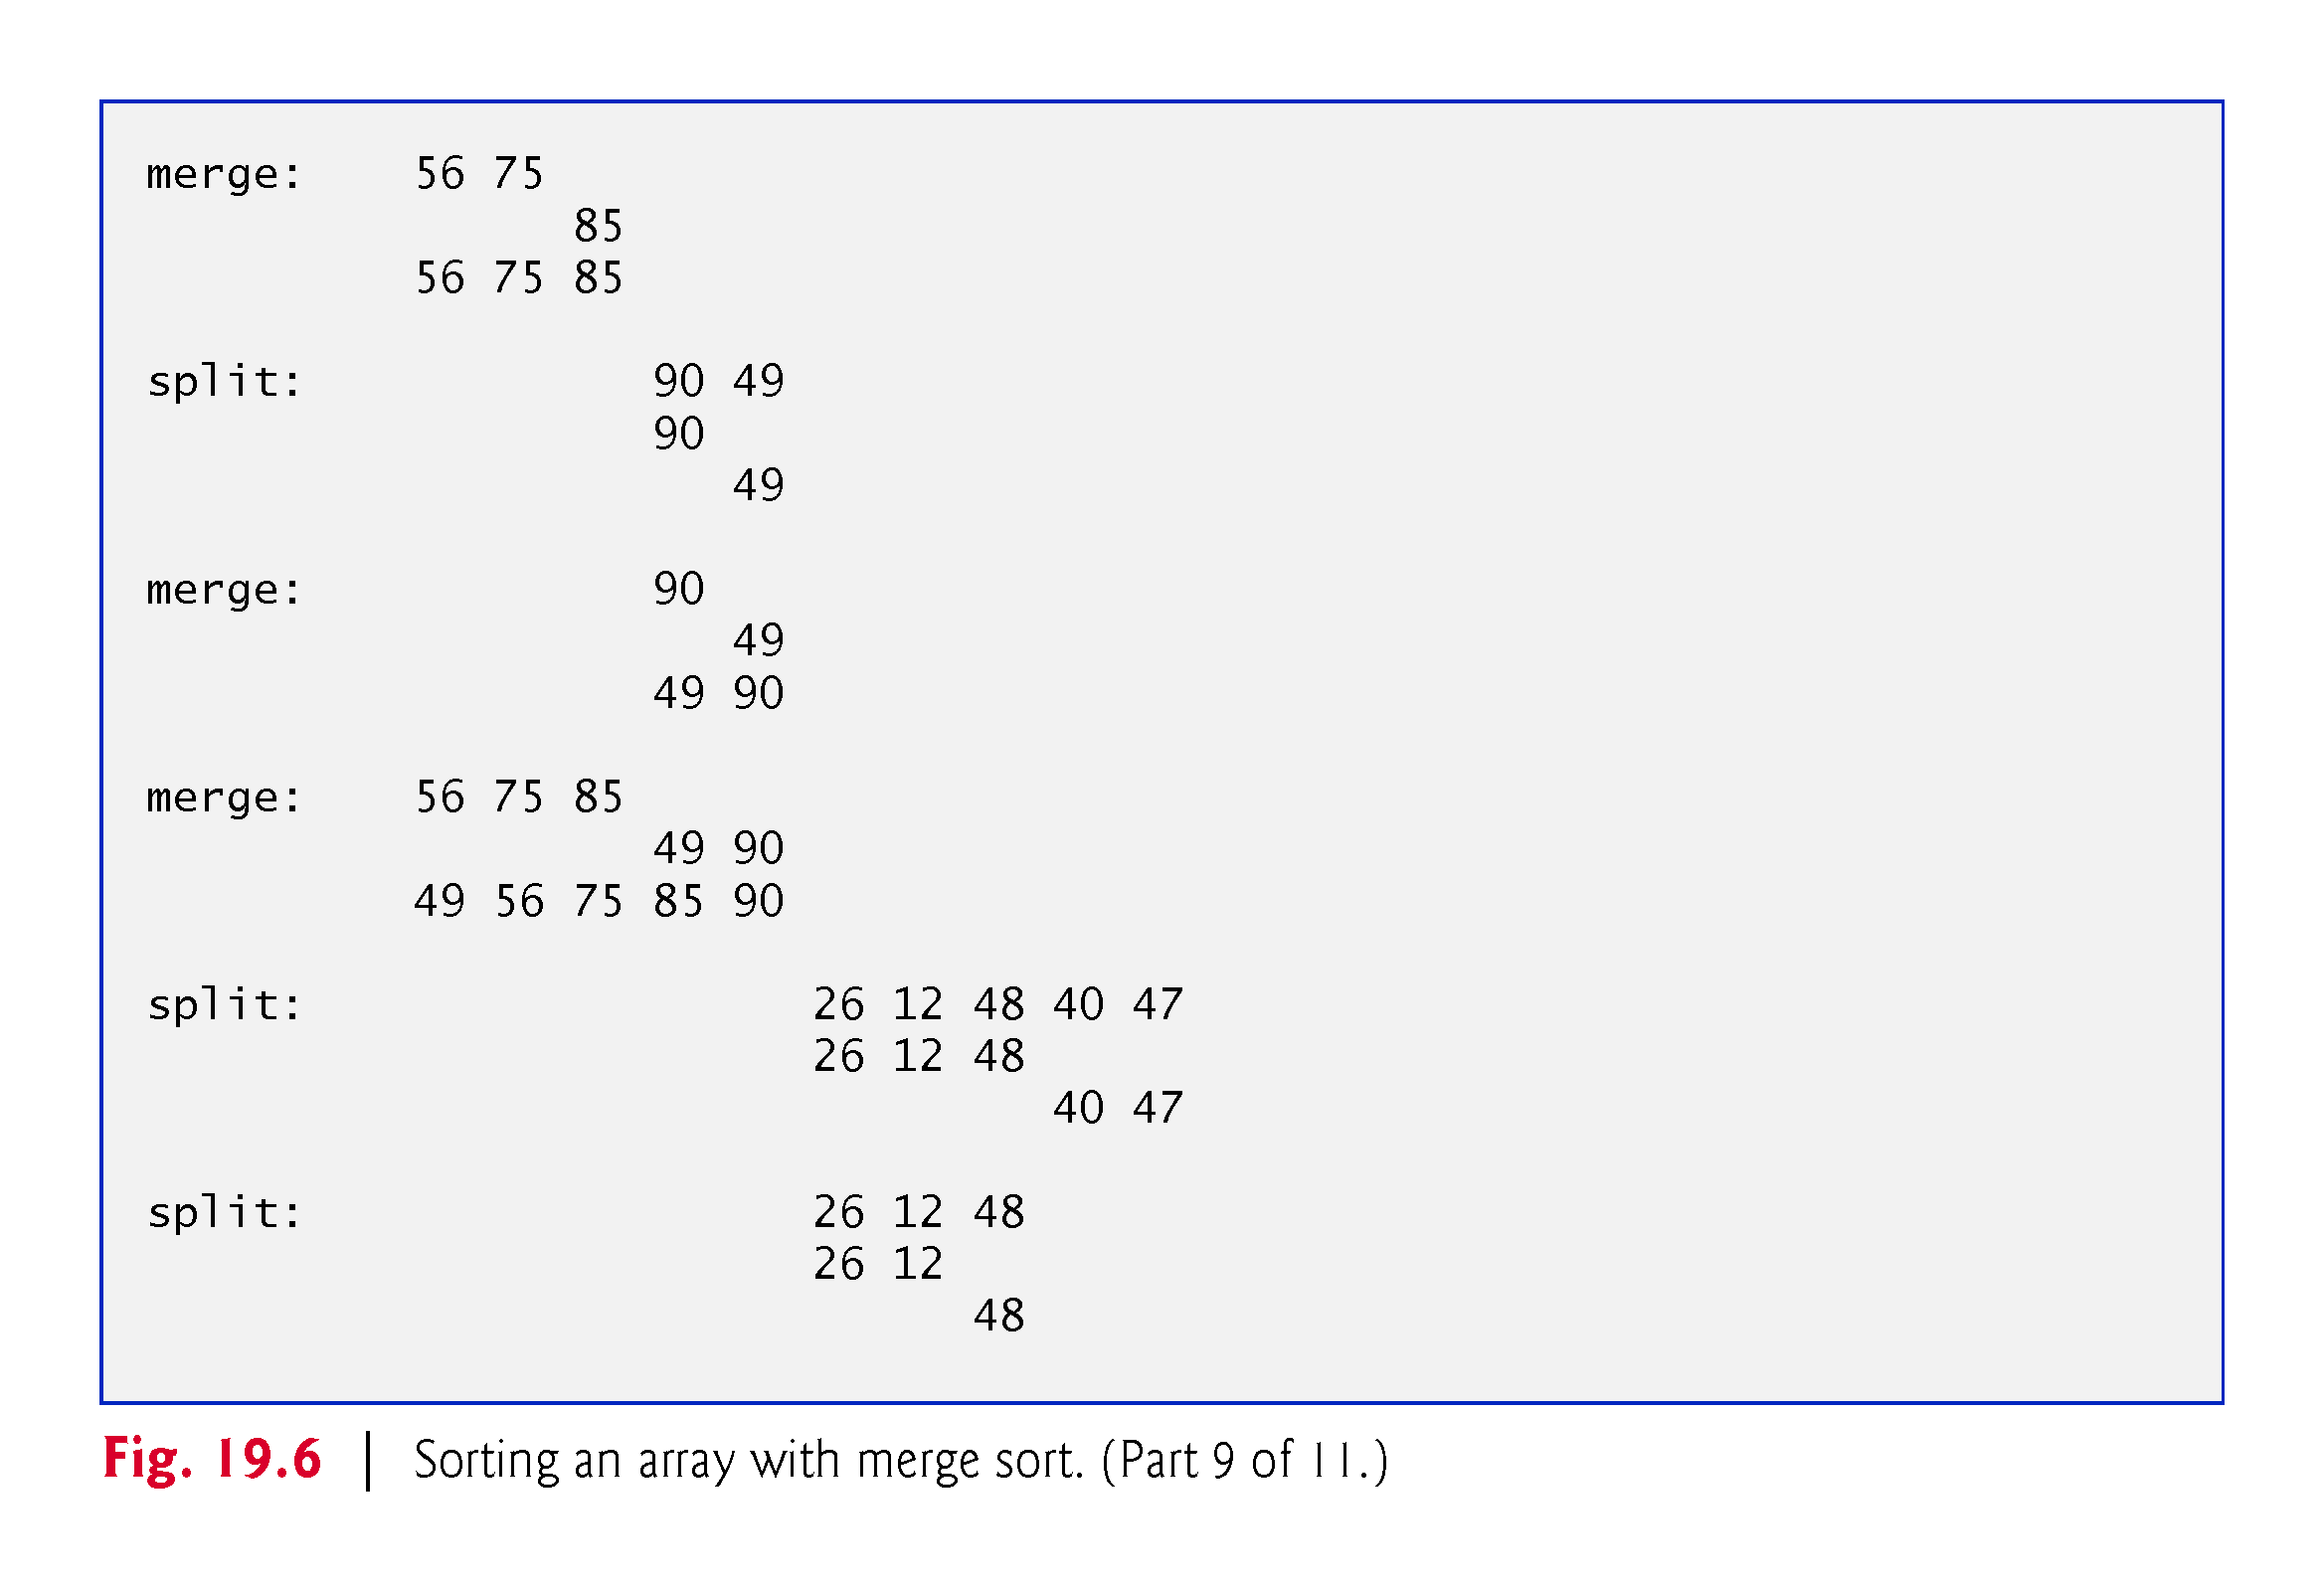 merge:    56 75
                85
          56 75 85
split:             90 49
                   90
                      49
merge:             90
                      49
                   49 90
merge:    56 75 85
                   49 90
          49 56 75 85 90
split:                   26 12 48 40 47
                         26 12 48
                                  40 47
split:                   26 12 48
                         26 12
                               48
Fig. 19.6 | Sorting an array with merge sort. (Part 9 of 11.)